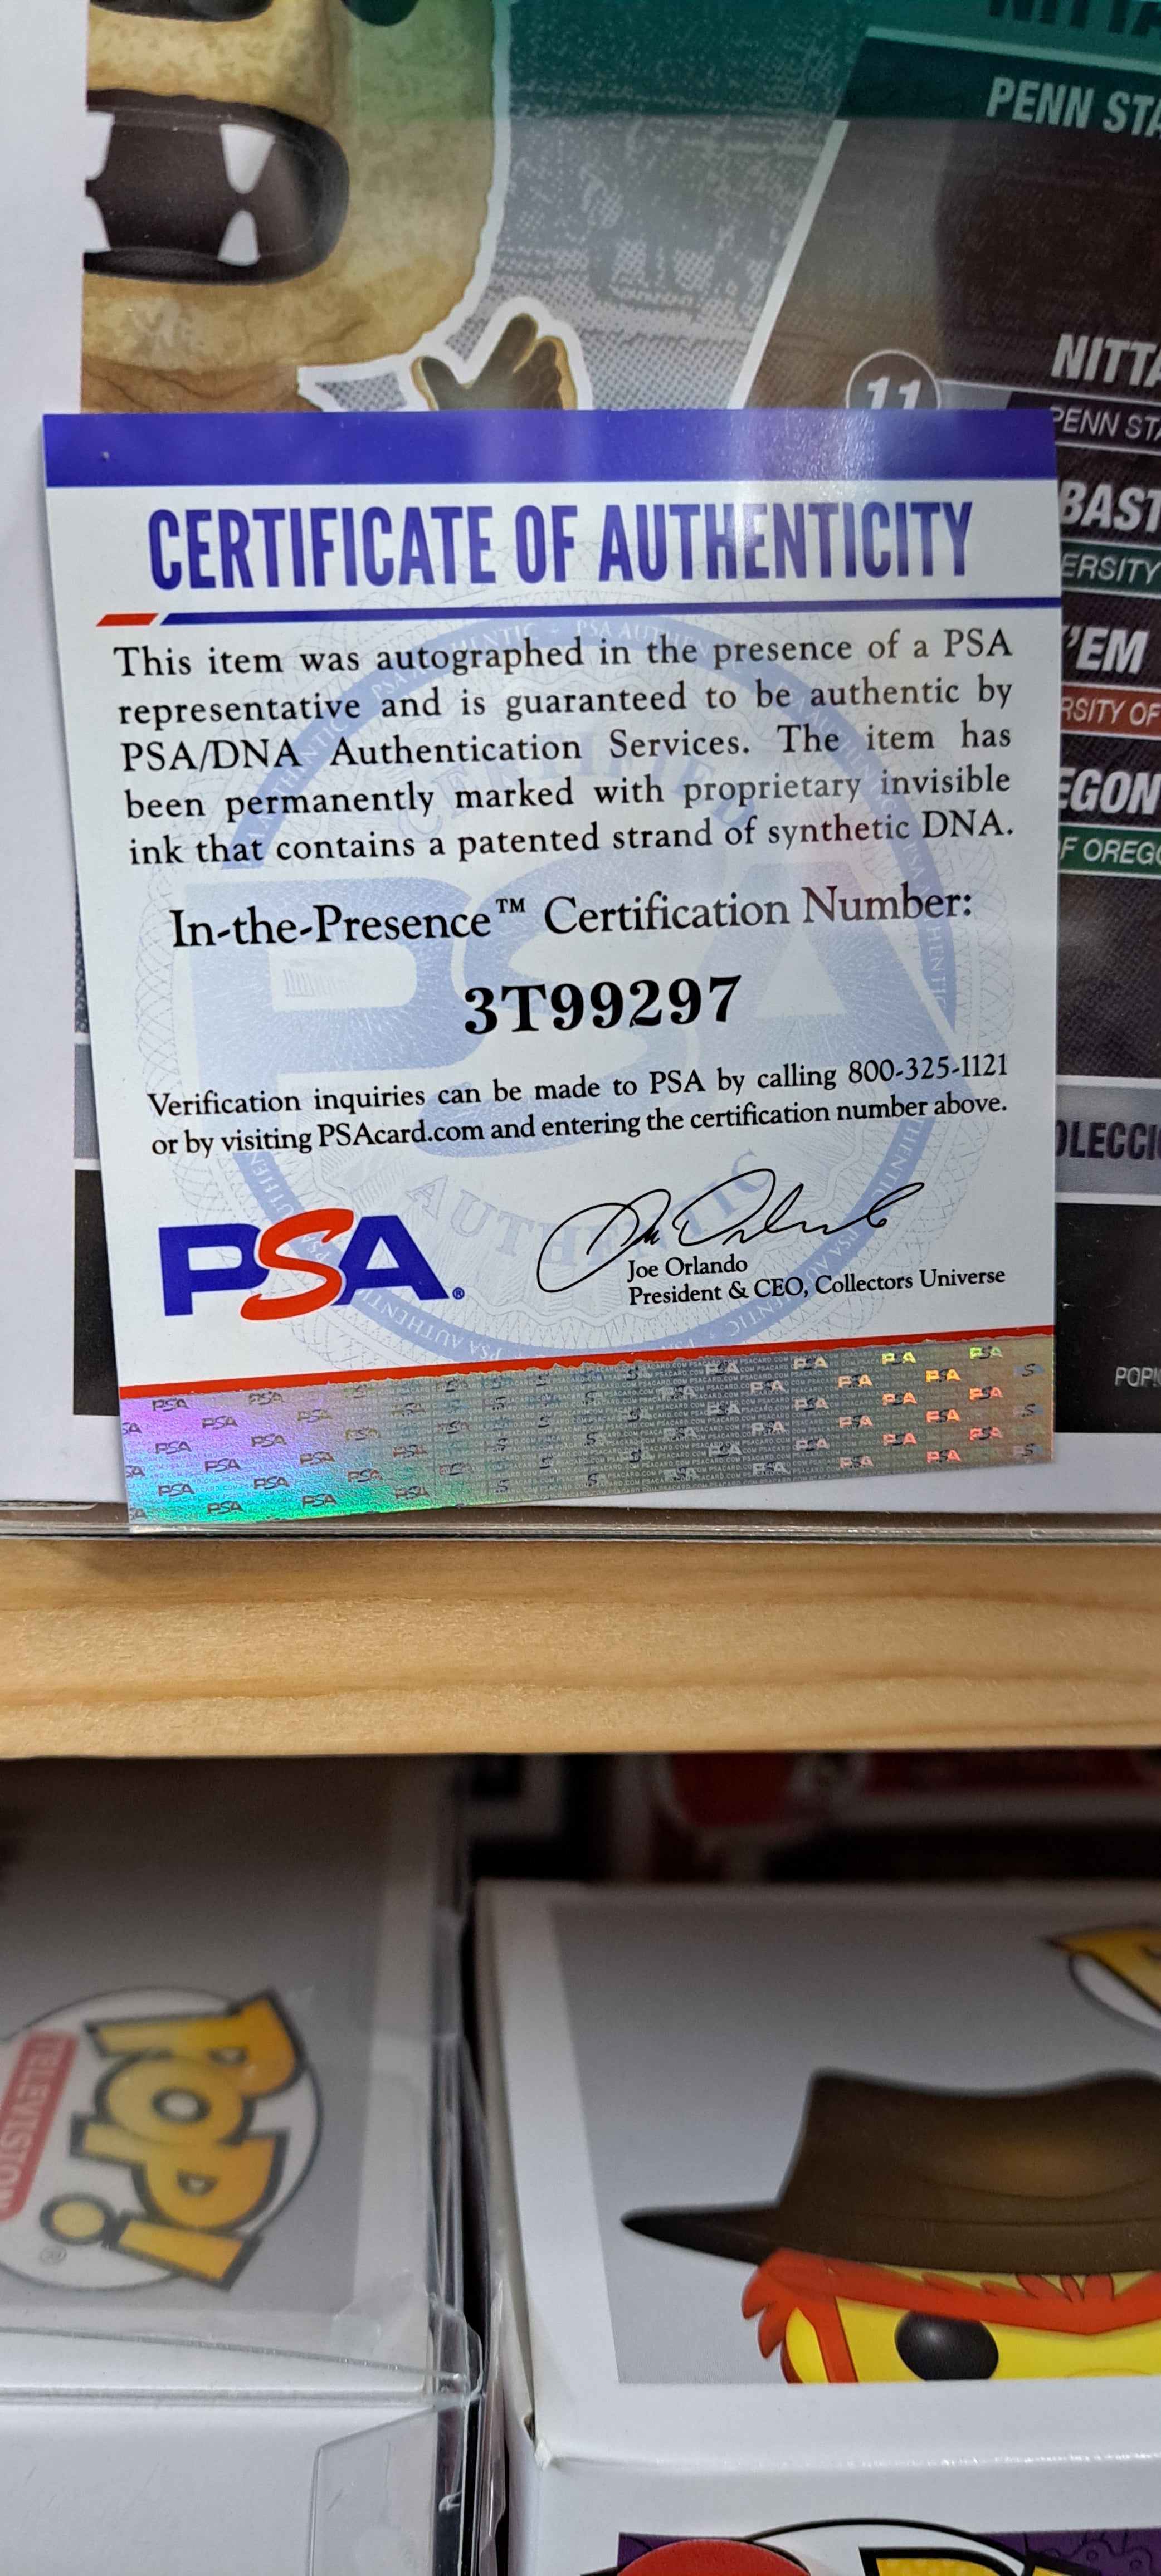 PENN STA
11
NITTA
PENN STA
BAST
ERSITY
'EM
RSITY OF
EGON
F OREGO
OLECCI
POP!
CERTIFICATE OF AUTHENTICITY
This item was autographed in the presence of a PSA
representative and is guaranteed to be authentic by
PSA/DNA Authentication Services. The item has
been permanently marked with proprietary invisible
ink that contains a patented strand of synthetic DNA.
In-the-Presence™ Certification Number:
3T99297
Verification inquiries can be made to PSA by calling 800-325-1121
or by visiting PSAcard.com and entering the certification number above.
PSA®
Joe Orlando
President & CEO, Collectors Universe
POP!
TELEVISION